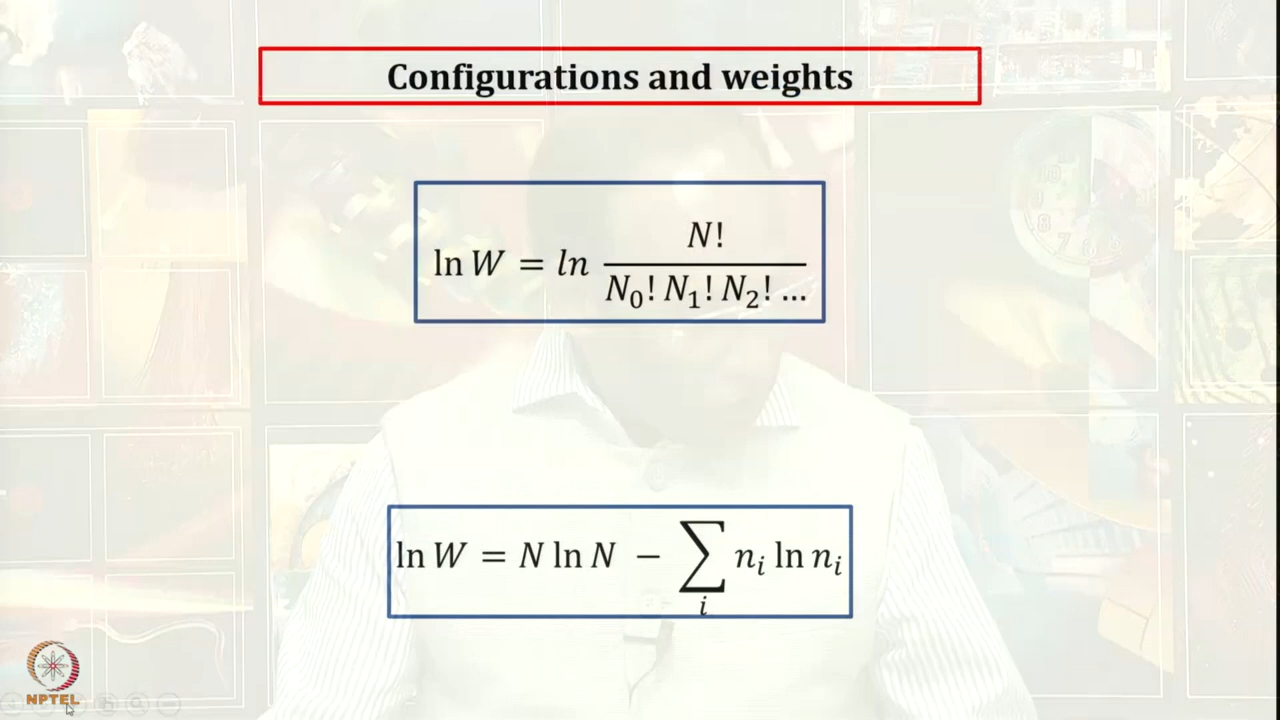 Configurations and weights
ln W = ln N! / N₀! N₁! N₂! ...
ln W = N ln N − ∑ᵢ nᵢ ln nᵢ
NPTEL